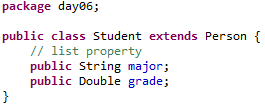 package day06;
public class Student extends Person {
// list property
public String major;
public Double grade;
}